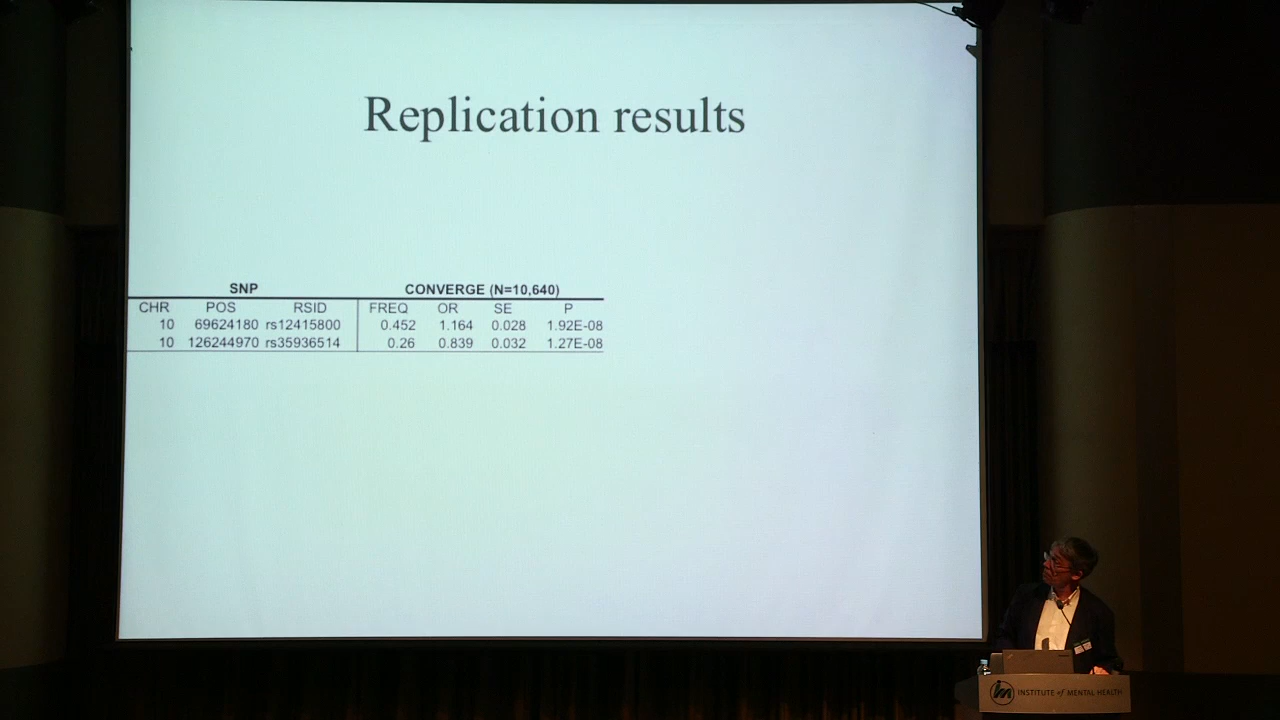 Replication results
SNP CONVERGE (N=10,640)
CHR POS RSID FREQ OR SE P
10 69624180 rs12415800 0.452 1.164 0.028 1.92E-08
10 126244970 rs35936514 0.26 0.839 0.032 1.27E-08
im INSTITUTE of MENTAL HEALTH